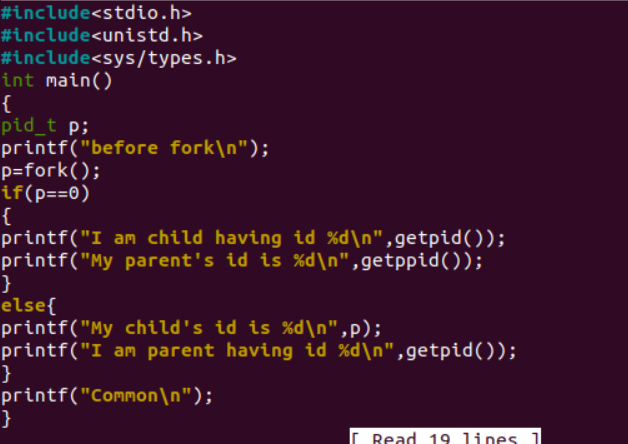 #include<stdio.h>
#include<unistd.h>
#include<sys/types.h>
int main()
{
pid_t p;
printf("before fork\n");
p=fork();
if(p==0)
{
printf("I am child having id %d\n",getpid());
printf("My parent's id is %d\n",getppid());
}
else{
printf("My child's id is %d\n",p);
printf("I am parent having id %d\n",getpid());
}
printf("Common\n");
}
[ Read 19 lines ]